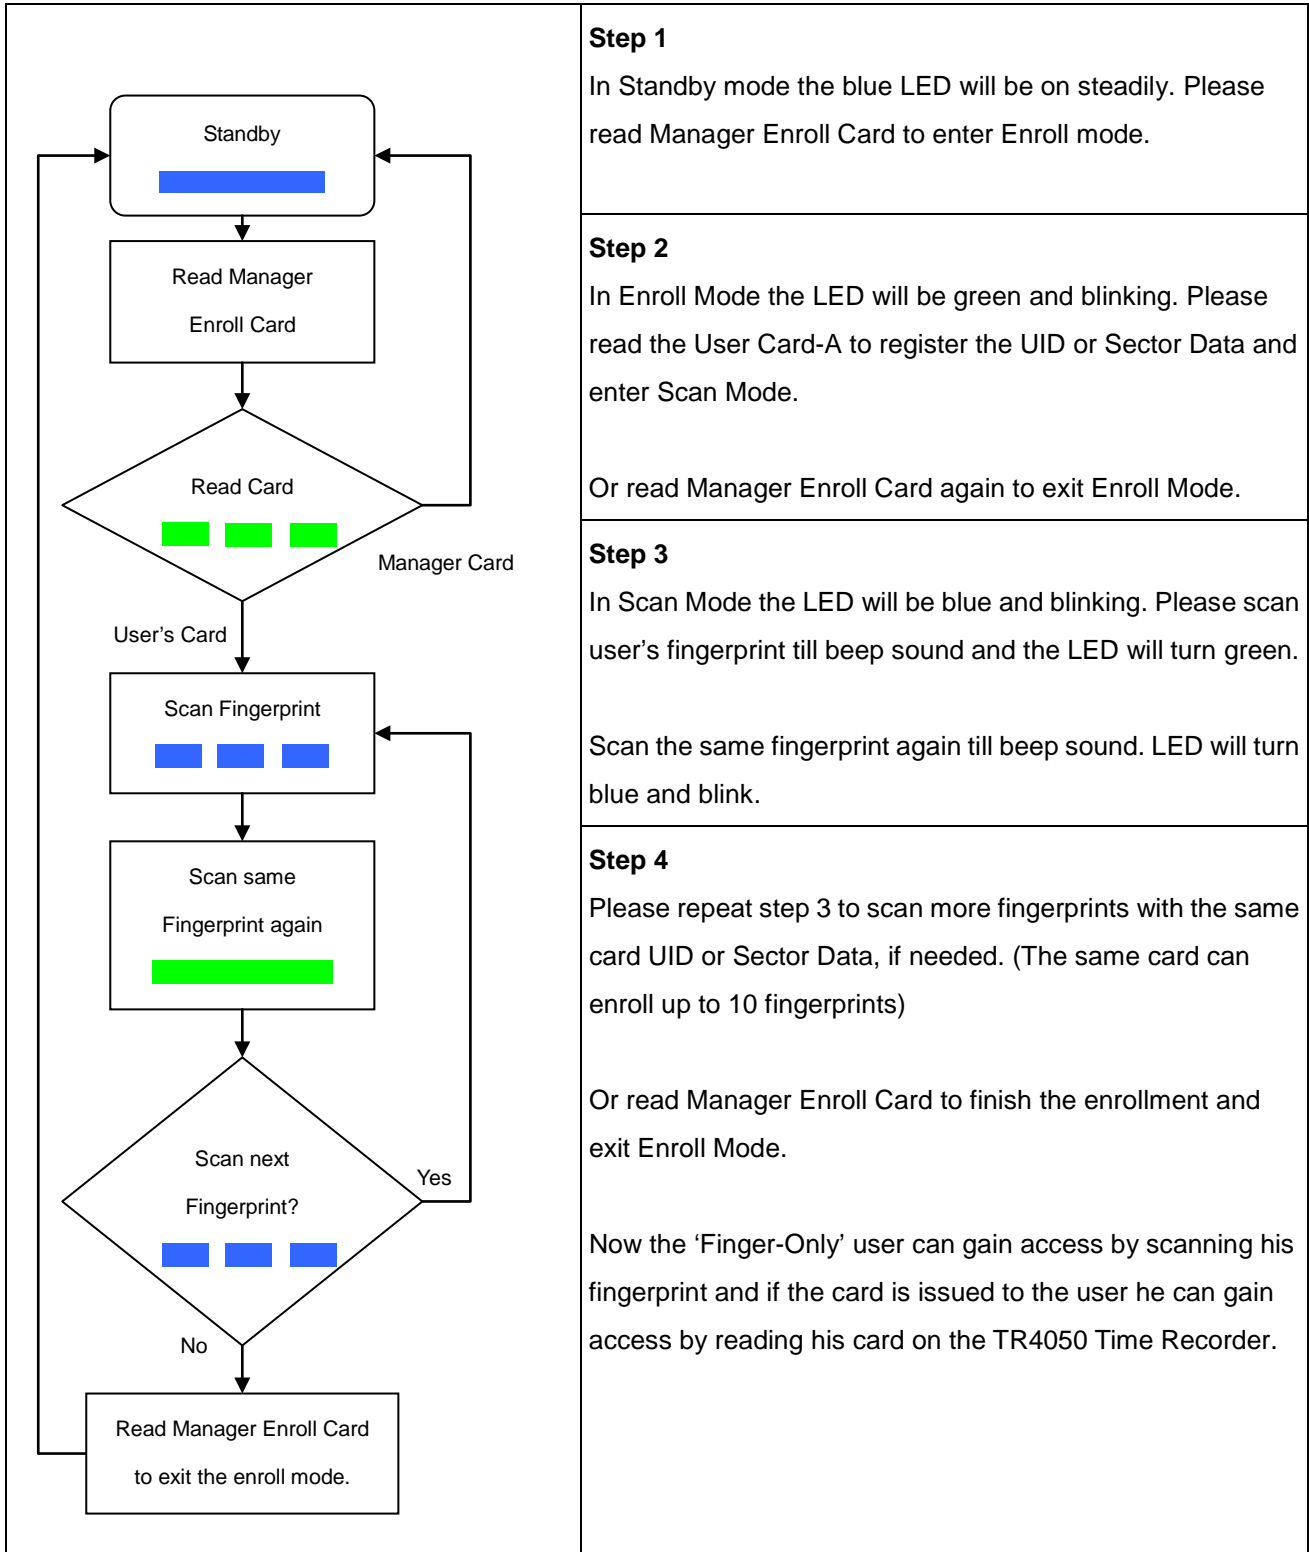 Standby
Read Manager
Enroll Card
Read Card
Manager Card
User’s Card
Scan Fingerprint
Scan same
Fingerprint again
Scan next
Fingerprint?
Yes
No
Read Manager Enroll Card
to exit the enroll mode.
Step 1
In Standby mode the blue LED will be on steadily. Please
read Manager Enroll Card to enter Enroll mode.
Step 2
In Enroll Mode the LED will be green and blinking. Please
read the User Card-A to register the UID or Sector Data and
enter Scan Mode.
Or read Manager Enroll Card again to exit Enroll Mode.
Step 3
In Scan Mode the LED will be blue and blinking. Please scan
user’s fingerprint till beep sound and the LED will turn green.
Scan the same fingerprint again till beep sound. LED will turn
blue and blink.
Step 4
Please repeat step 3 to scan more fingerprints with the same
card UID or Sector Data, if needed. (The same card can
enroll up to 10 fingerprints)
Or read Manager Enroll Card to finish the enrollment and
exit Enroll Mode.
Now the ‘Finger-Only’ user can gain access by scanning his
fingerprint and if the card is issued to the user he can gain
access by reading his card on the TR4050 Time Recorder.